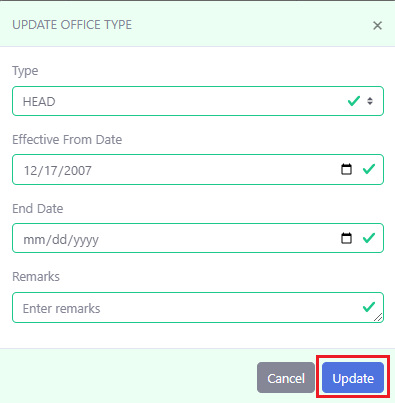 UPDATE OFFICE TYPE ×
Type
HEAD
Effective From Date
12/17/2007
End Date
mm/dd/yyyy
Remarks
Enter remarks
Cancel Update